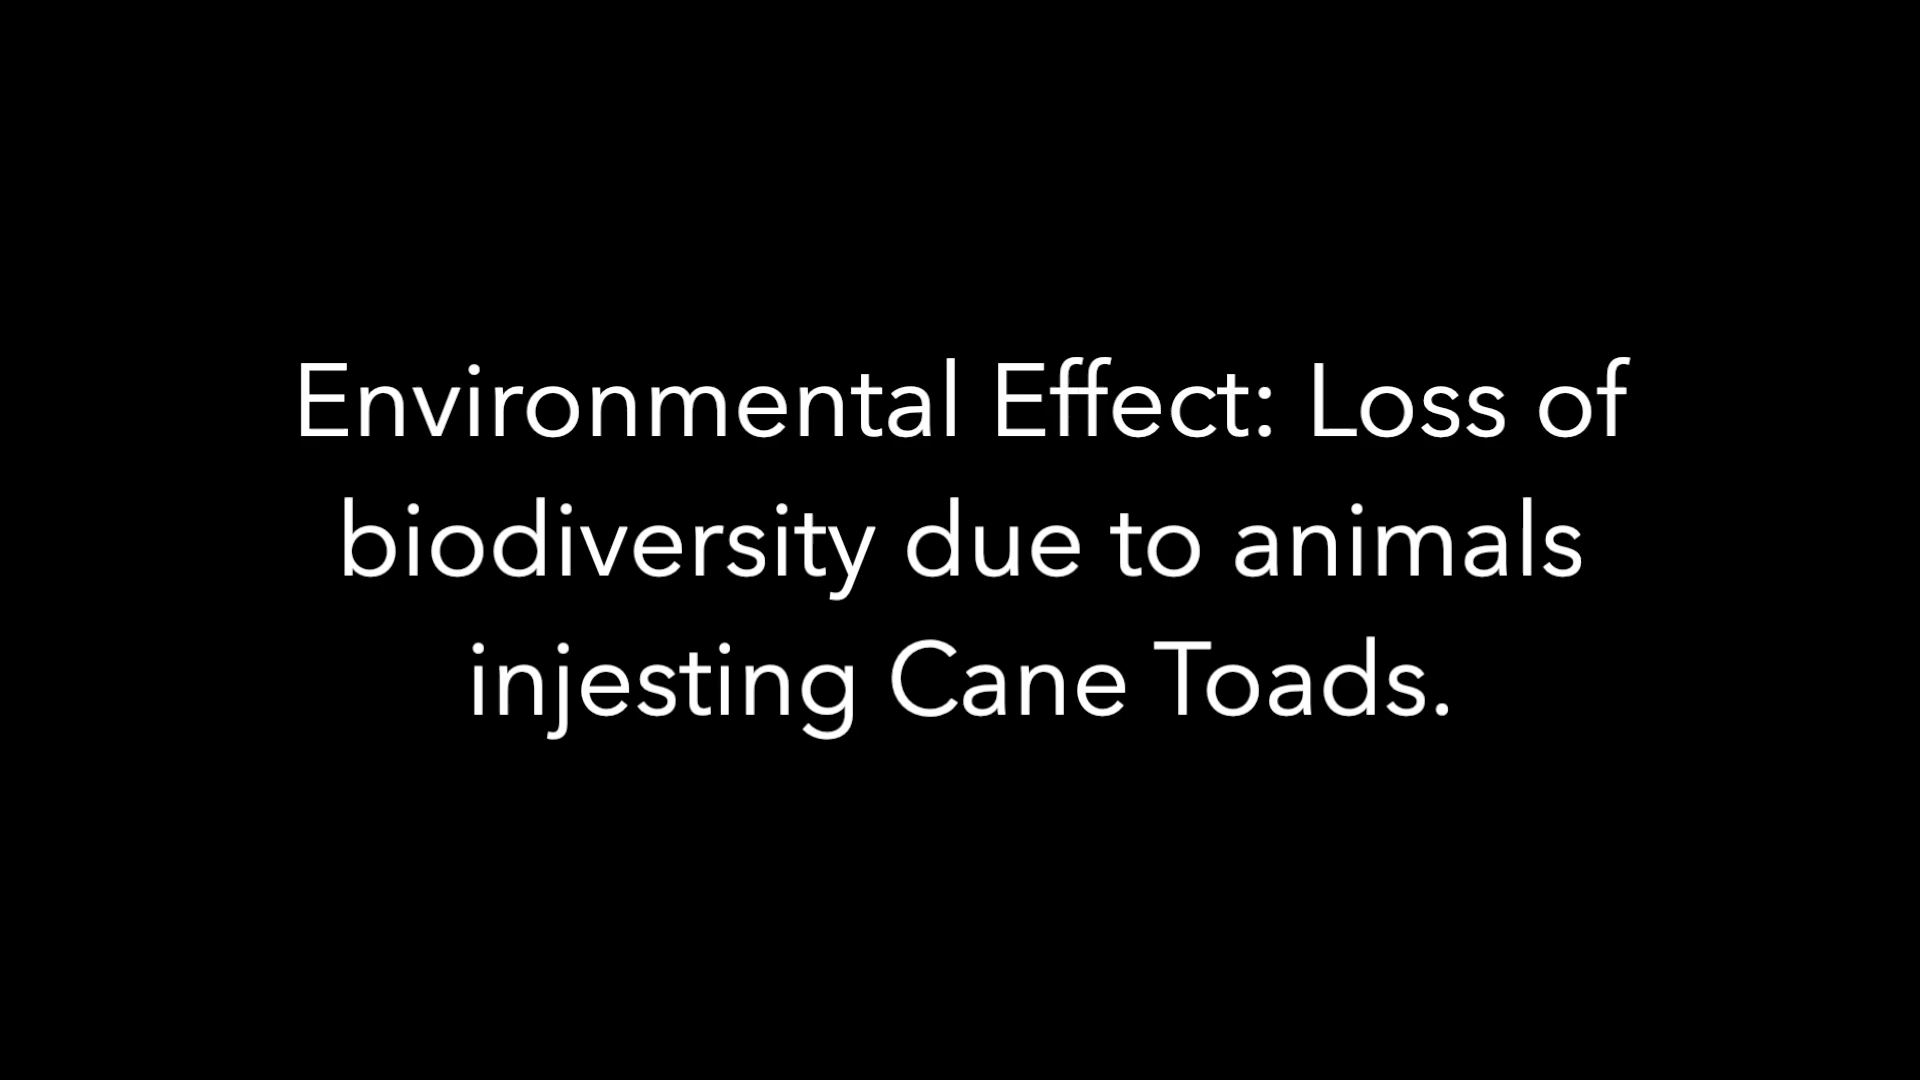 Environmental Effect: Loss of
biodiversity due to animals
injesting Cane Toads.